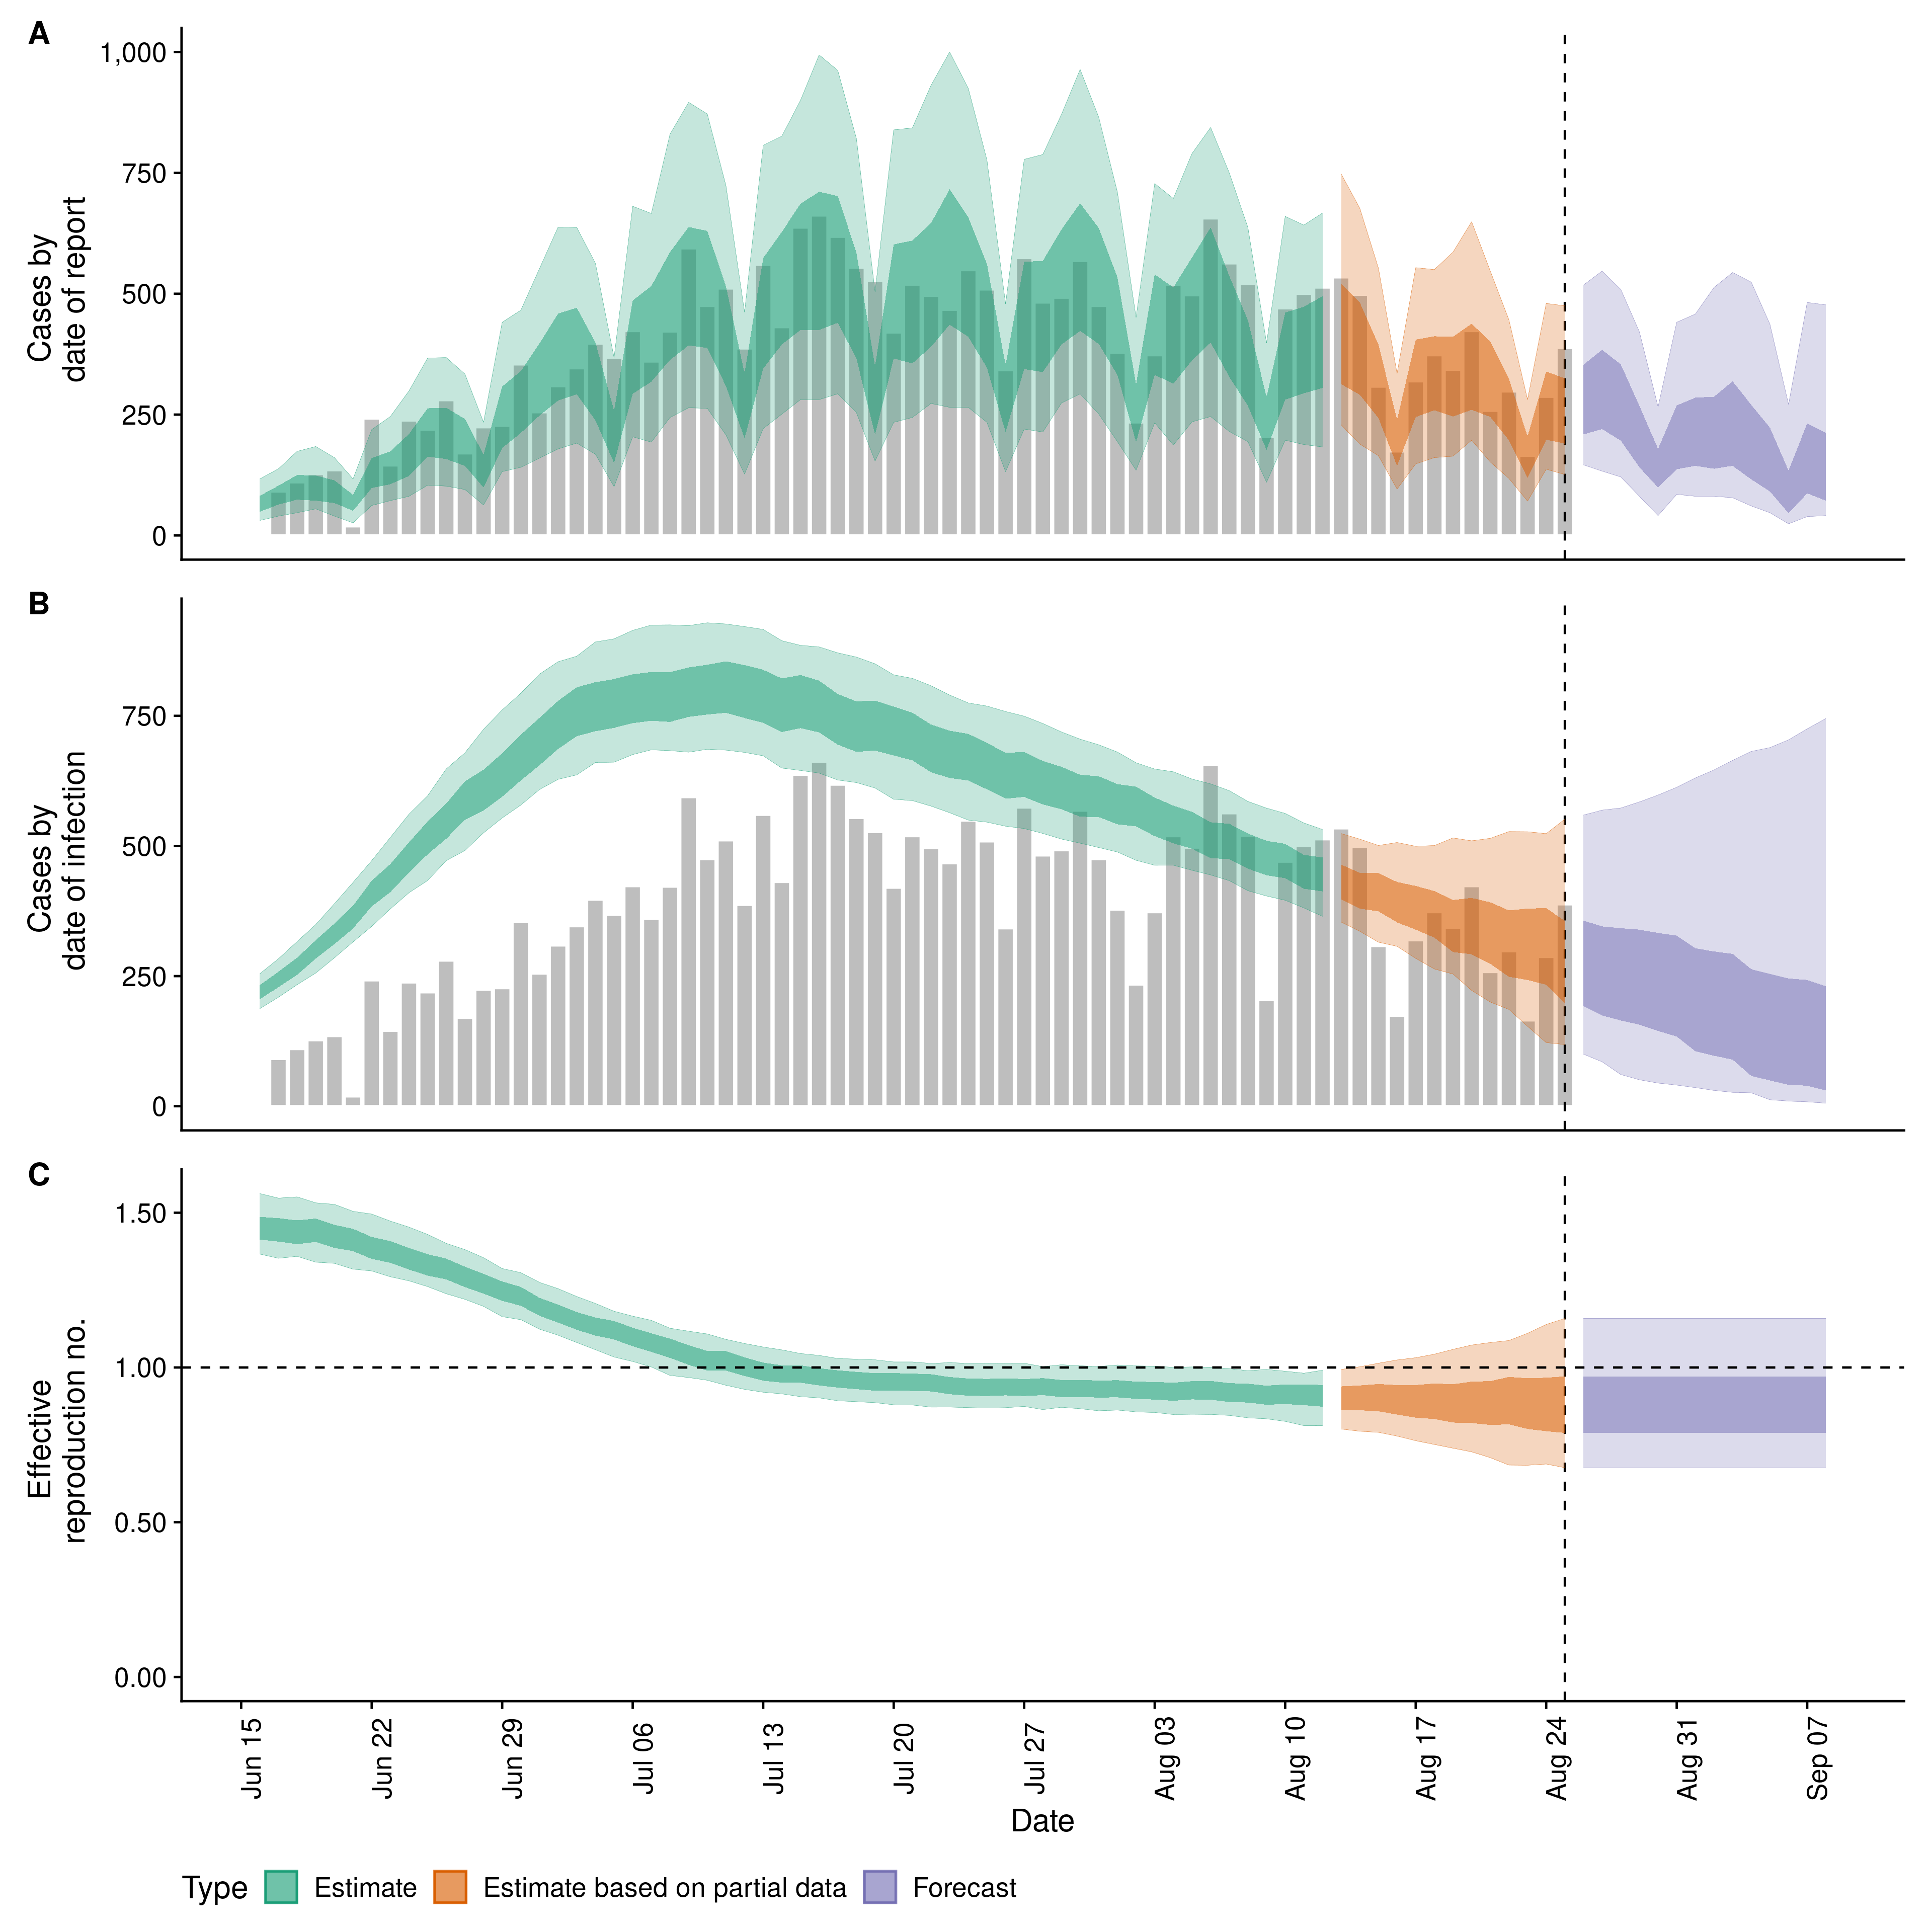 A
1,000
750
500
250
0
Cases by
date of report
B
750
500
250
0
Cases by
date of infection
C
1.50
1.00
0.50
0.00
Effective
reproduction no.
Jun 15
Jun 22
Jun 29
Jul 06
Jul 13
Jul 20
Jul 27
Aug 03
Aug 10
Aug 17
Aug 24
Aug 31
Sep 07
Date
Type Estimate Estimate based on partial data Forecast